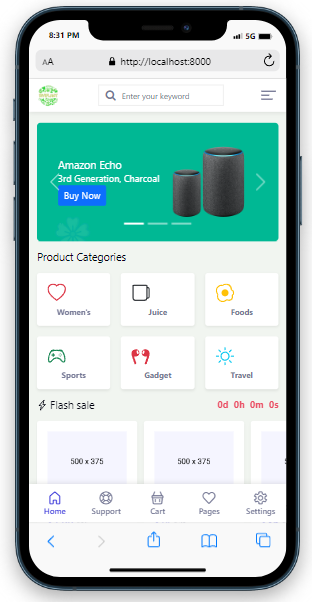 8:31 PM
5G
AA
http://localhost:8000
Enter your keyword
Amazon Echo
3rd Generation, Charcoal
Buy Now
Product Categories
Women's
Juice
Foods
Sports
Gadget
Travel
Flash sale
0d 0h 0m 0s
500 x 375
500 x 375
Home
Support
Cart
Pages
Settings